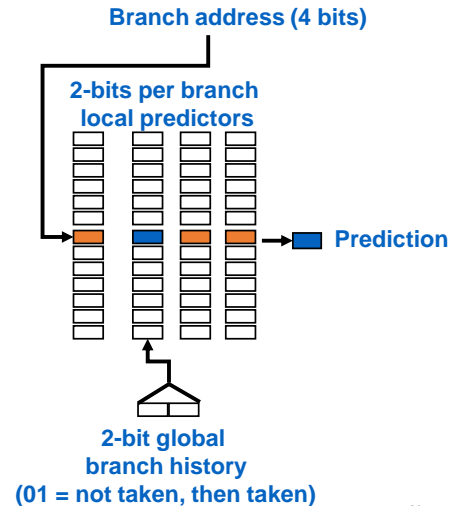 Branch address (4 bits)
2-bits per branch
local predictors
Prediction
2-bit global
branch history
(01 = not taken, then taken)